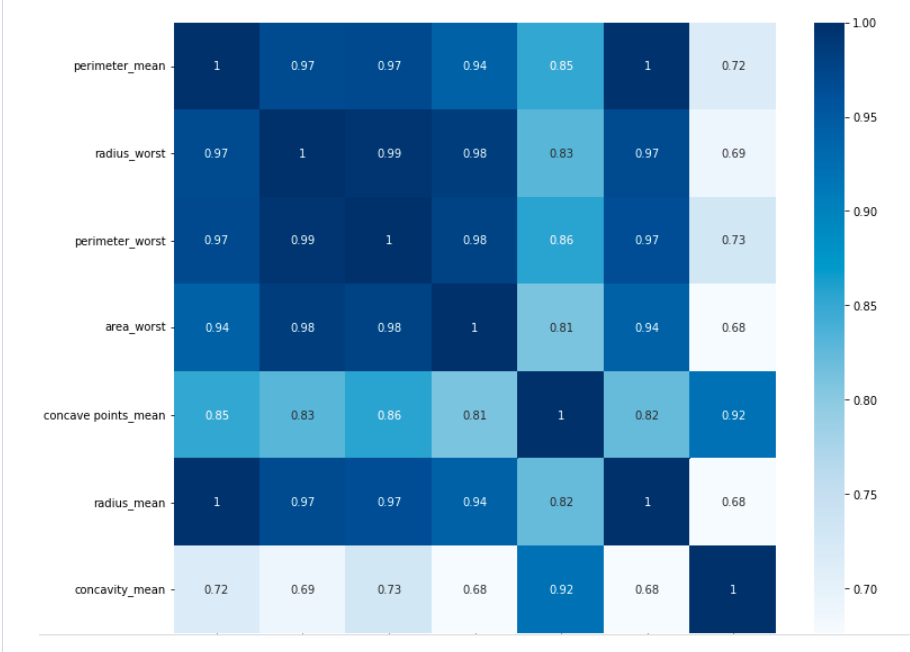 perimeter_mean 1 0.97 0.97 0.94 0.85 1 0.72
radius_worst 0.97 1 0.99 0.98 0.83 0.97 0.69
perimeter_worst 0.97 0.99 1 0.98 0.86 0.97 0.73
area_worst 0.94 0.98 0.98 1 0.81 0.94 0.68
concave points_mean 0.85 0.83 0.86 0.81 1 0.82 0.92
radius_mean 1 0.97 0.97 0.94 0.82 1 0.68
concavity_mean 0.72 0.69 0.73 0.68 0.92 0.68 1
1.00
0.95
0.90
0.85
0.80
0.75
0.70